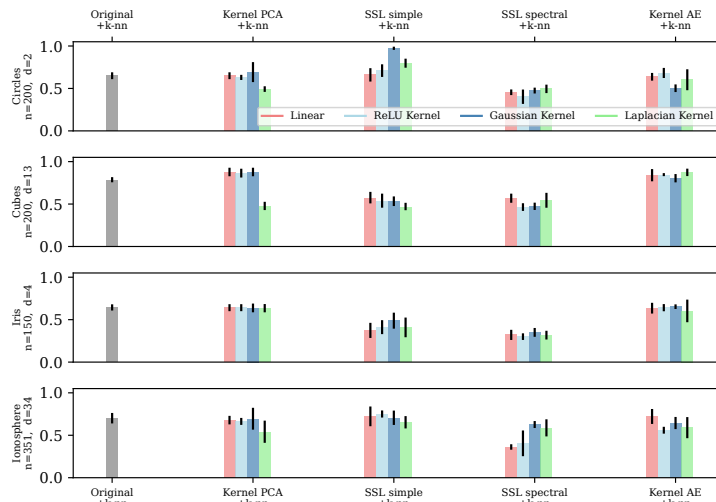 Original
+k-nn
Kernel PCA
+k-nn
SSL simple
+k-nn
SSL spectral
+k-nn
Kernel AE
+k-nn
Circles
n=200, d=2
1.0
0.5
0.0
Linear
ReLU Kernel
Gaussian Kernel
Laplacian Kernel
Cubes
n=200, d=13
1.0
0.5
0.0
Iris
n=150, d=4
1.0
0.5
0.0
Ionosphere
n=351, d=34
1.0
0.5
0.0
Original
Kernel PCA
SSL simple
SSL spectral
Kernel AE